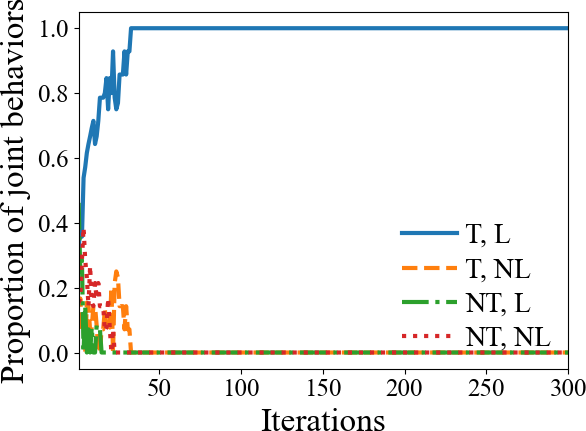 Proportion of joint behaviors
1.0
0.8
0.6
0.4
0.2
0.0
T, L
T, NL
NT, L
NT, NL
50 100 150 200 250 300
Iterations